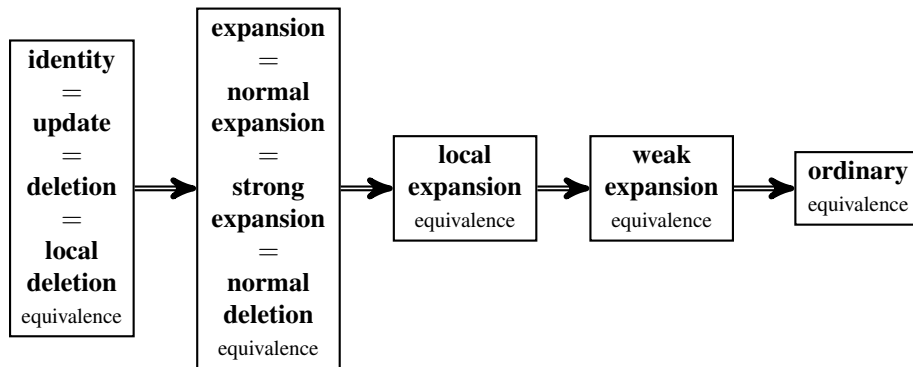 identity
=
update
=
deletion
=
local
deletion
equivalence
expansion
=
normal
expansion
=
strong
expansion
=
normal
deletion
equivalence
local
expansion
equivalence
weak
expansion
equivalence
ordinary
equivalence